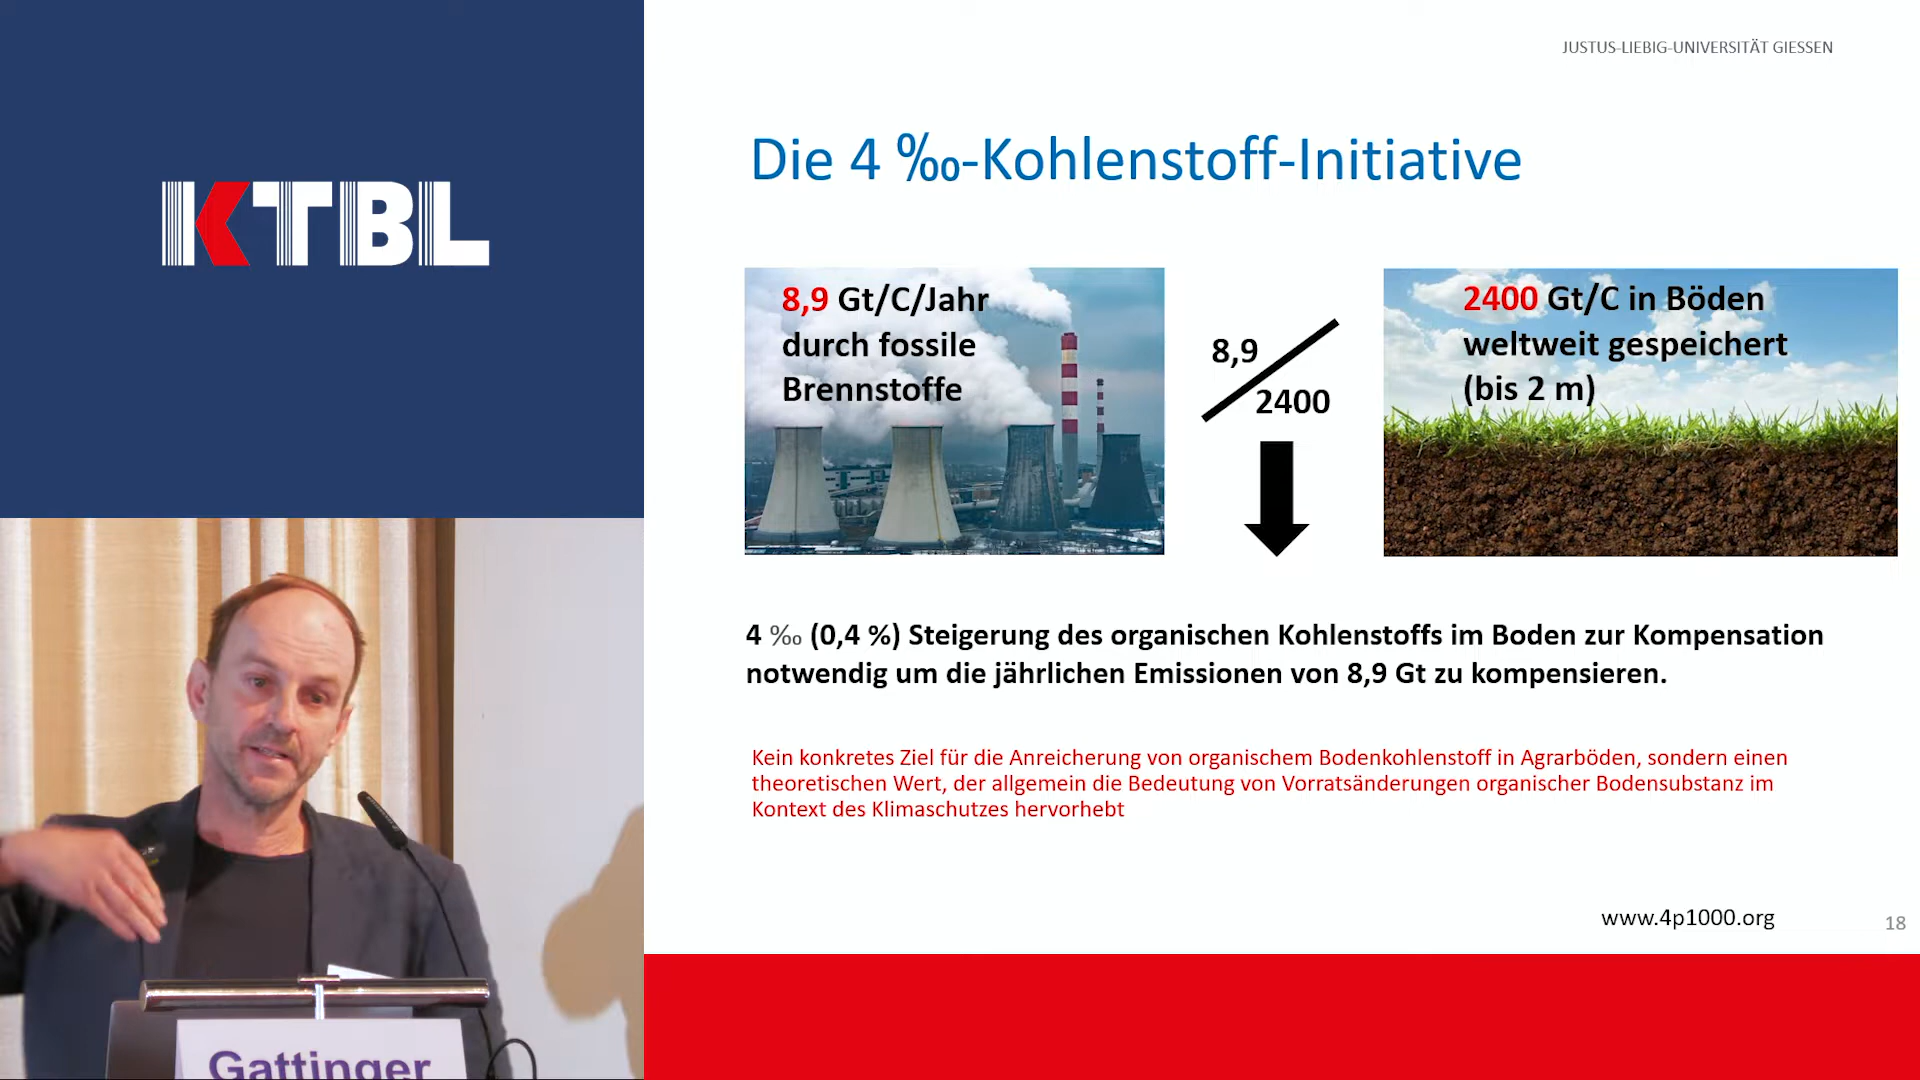 KTBL
JUSTUS-LIEBIG-UNIVERSITÄT GIESSEN
Die 4 ‰-Kohlenstoff-Initiative
8,9 Gt/C/Jahr
durch fossile
Brennstoffe
8,9
2400
2400 Gt/C in Böden
weltweit gespeichert
(bis 2 m)
4 ‰ (0,4 %) Steigerung des organischen Kohlenstoffs im Boden zur Kompensation
notwendig um die jährlichen Emissionen von 8,9 Gt zu kompensieren.
Kein konkretes Ziel für die Anreicherung von organischem Bodenkohlenstoff in Agrarböden, sondern einen
theoretischen Wert, der allgemein die Bedeutung von Vorratsänderungen organischer Bodensubstanz im
Kontext des Klimaschutzes hervorhebt
www.4p1000.org
18
Gattinger